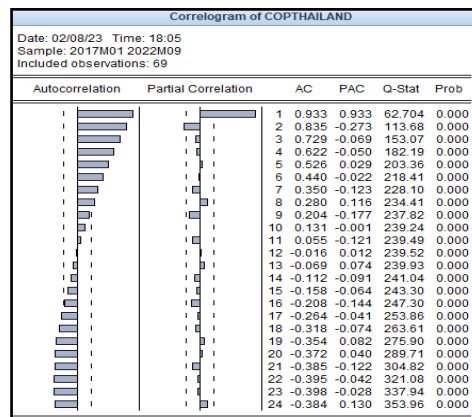 Correlogram of COPTHAILAND
Date: 02/08/23 Time: 18:05
Sample: 2017M01 2022M09
Included observations: 69
Autocorrelation Partial Correlation AC PAC Q-Stat Prob
1 0.933 0.933 62.704 0.000
2 0.835 -0.273 113.68 0.000
3 0.729 -0.069 153.07 0.000
4 0.622 -0.050 182.19 0.000
5 0.526 0.029 203.36 0.000
6 0.440 -0.022 218.41 0.000
7 0.350 -0.123 228.10 0.000
8 0.280 0.116 234.41 0.000
9 0.204 -0.177 237.82 0.000
10 0.131 -0.001 239.24 0.000
11 0.055 -0.121 239.49 0.000
12 -0.016 0.012 239.52 0.000
13 -0.069 0.074 239.93 0.000
14 -0.112 -0.091 241.04 0.000
15 -0.158 -0.064 243.30 0.000
16 -0.208 -0.144 247.30 0.000
17 -0.264 -0.041 253.86 0.000
18 -0.318 -0.074 263.61 0.000
19 -0.354 0.082 275.90 0.000
20 -0.372 0.040 289.71 0.000
21 -0.385 -0.122 304.82 0.000
22 -0.395 -0.042 321.08 0.000
23 -0.398 -0.028 337.94 0.000
24 -0.384 0.130 353.96 0.000